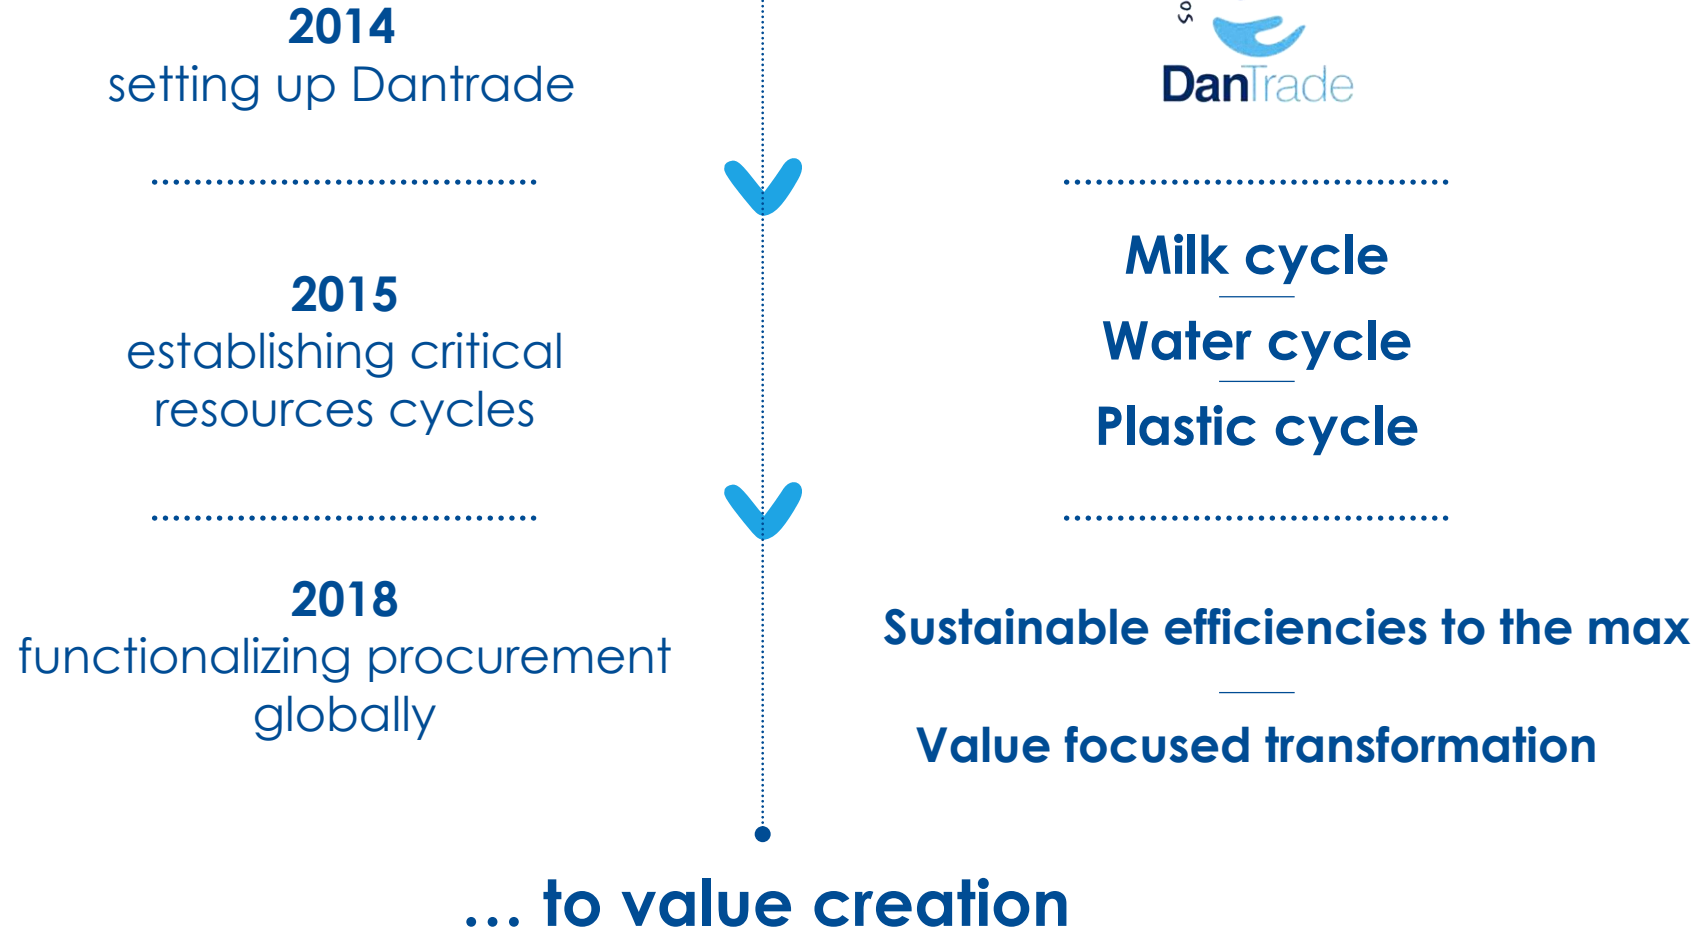 2014
setting up Dantrade
DanTrade
2015
establishing critical
resources cycles
Milk cycle
Water cycle
Plastic cycle
2018
functionalizing procurement
globally
Sustainable efficiencies to the max
Value focused transformation
... to value creation